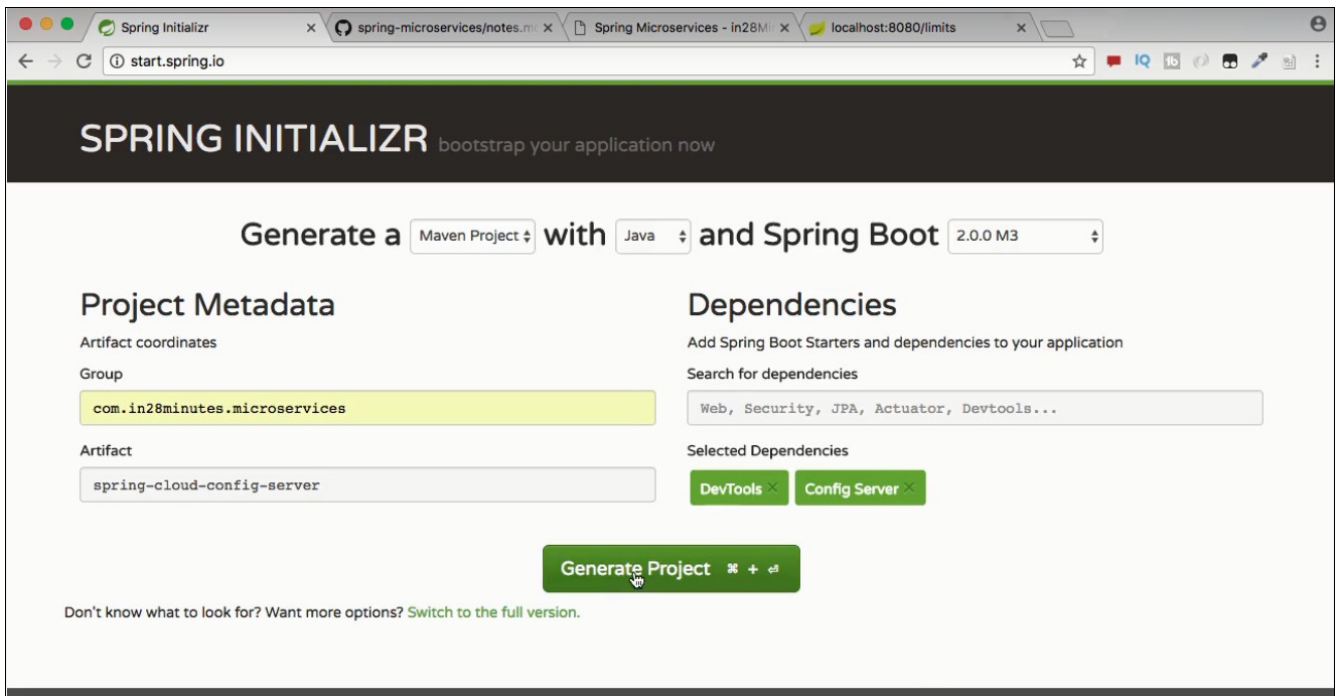 Spring Initializr
spring-microservices/notes.m
Spring Microservices - in28Mi
localhost:8080/limits
start.spring.io
IQ
SPRING INITIALIZR bootstrap your application now
Generate a Maven Project with Java and Spring Boot 2.0.0 M3
Project Metadata
Artifact coordinates
Group
com.in28minutes.microservices
Artifact
spring-cloud-config-server
Dependencies
Add Spring Boot Starters and dependencies to your application
Search for dependencies
Web, Security, JPA, Actuator, Devtools...
Selected Dependencies
DevTools
Config Server
Generate Project ⌘ + ⏎
Don't know what to look for? Want more options? Switch to the full version.